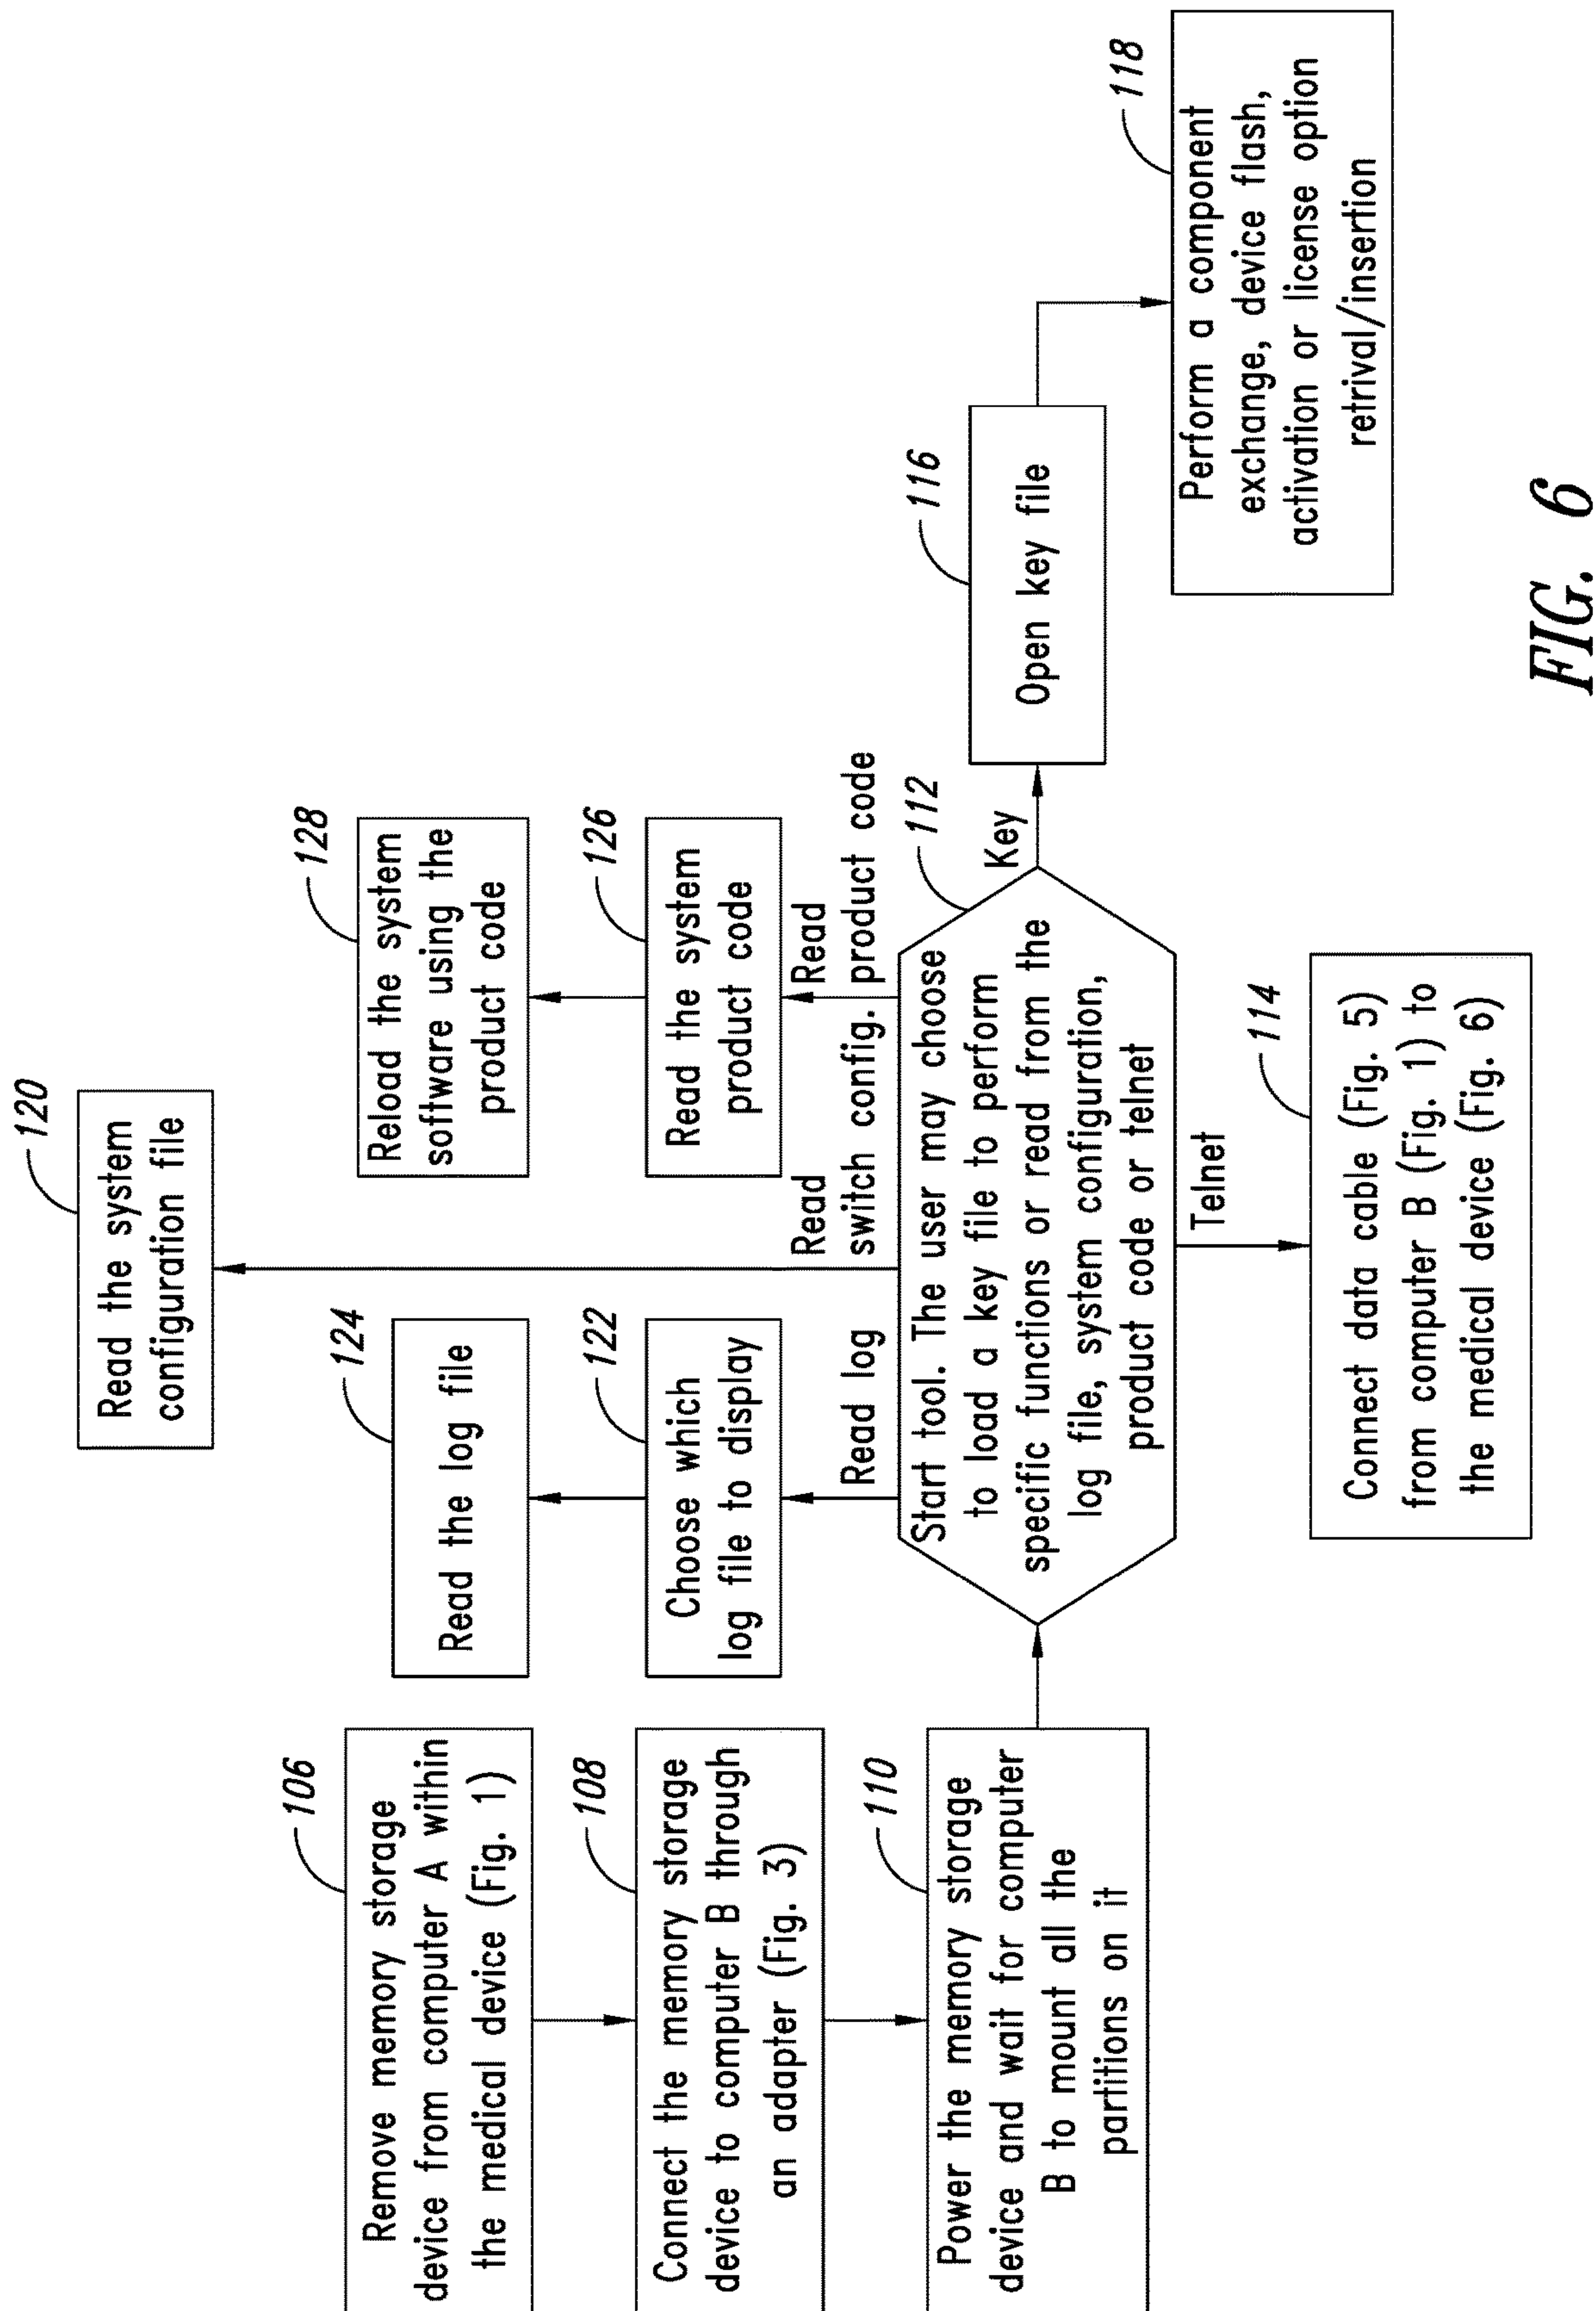 120
Read the system
configuration file
106
Remove memory storage
device from computer A within
the medical device (Fig. 1)
108
Connect the memory storage
device to computer B through
an adapter (Fig. 3)
110
Power the memory storage
device and wait for computer
B to mount all the
partitions on it
124
Read the log file
122
Choose which
log file to display
Read log
128
Reload the system
software using the
product code
126
Read the system
product code
Read
switch config.
Read
product code
112
Start tool. The user may choose
to load a key file to perform
specific functions or read from the
log file, system configuration,
product code or telnet
Key
116
Open key file
118
Perform a component
exchange, device flash,
activation or license option
retrival/insertion
Telnet
114
Connect data cable (Fig. 5)
from computer B (Fig. 1) to
the medical device (Fig. 6)
FIG. 6